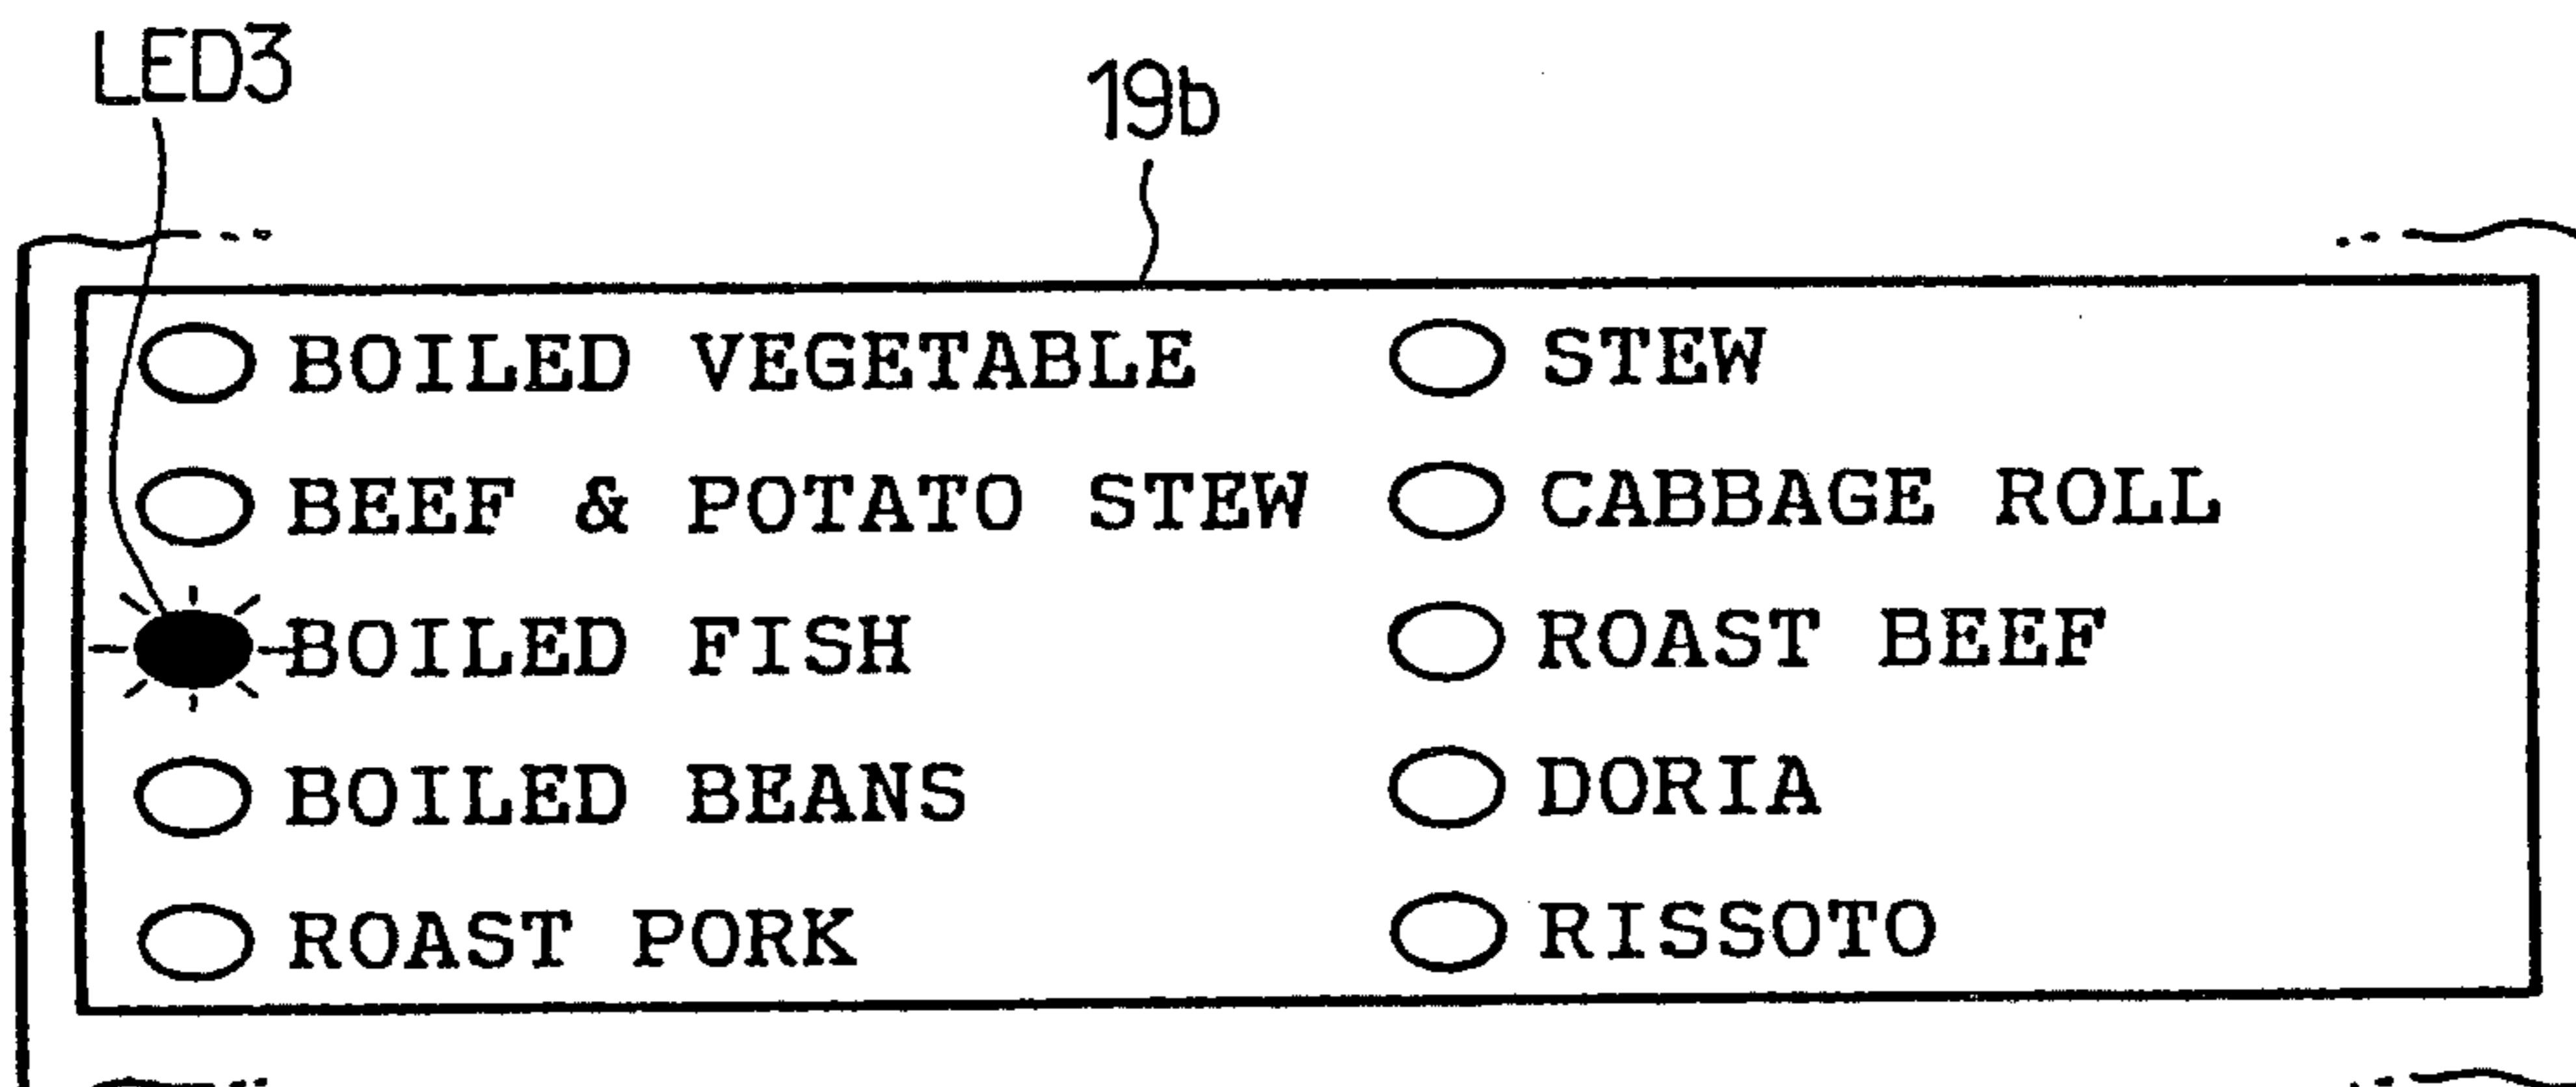 LED3
19b
BOILED VEGETABLE
BEEF & POTATO STEW
BOILED FISH
BOILED BEANS
ROAST PORK
STEW
CABBAGE ROLL
ROAST BEEF
DORIA
RISSOTO